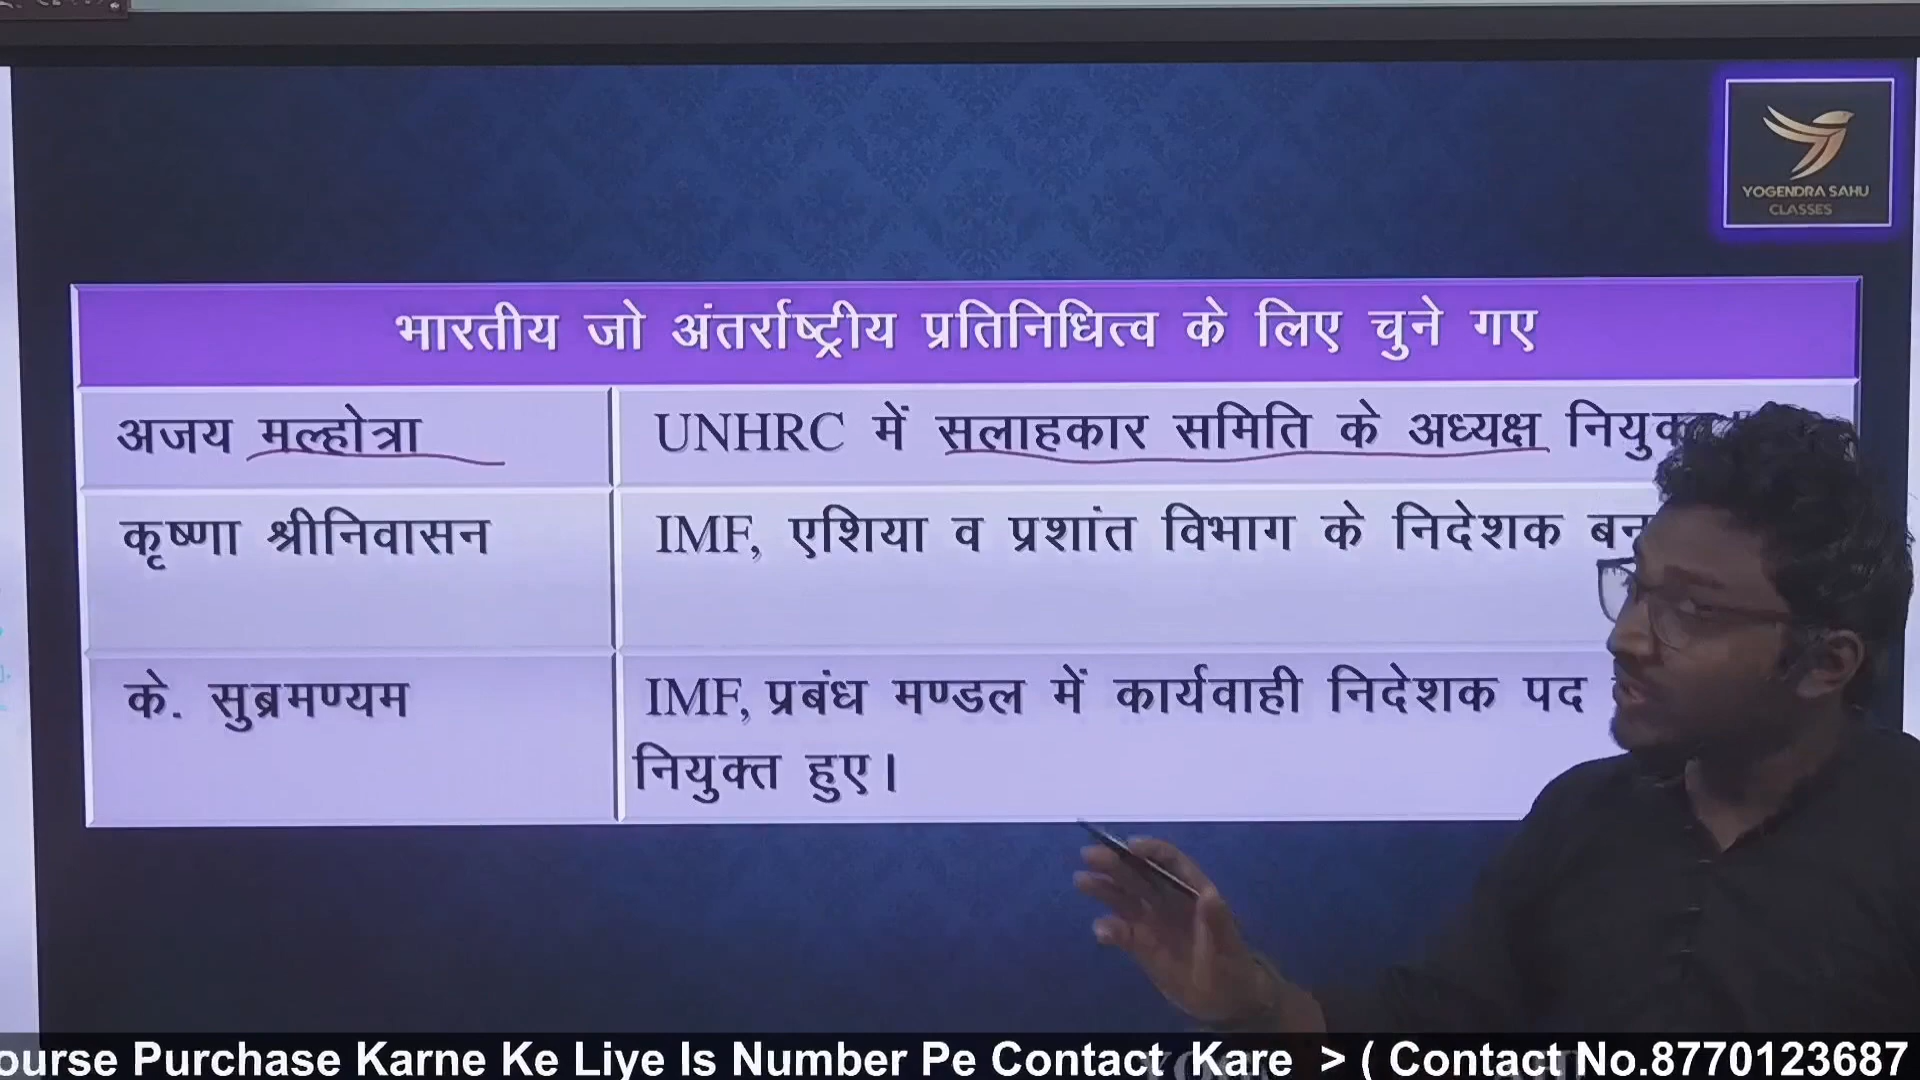 YOGENDRA SAHU
CLASSES
भारतीय जो अंतर्राष्ट्रीय प्रतिनिधित्व के लिए चुने गए
अजय मल्होत्रा
UNHRC में सलाहकार समिति के अध्यक्ष
कृष्णा श्रीनिवासन
IMF, एशिया व प्रशांत विभाग के निदेशक
के. सुब्रमण्यम
IMF, प्रबंध मण्डल में कार्यवाही निदेशक पद
नियुक्त हुए।
Purchase Karne Ke Liye Is Number Pe Contact Kare > ( Contact No.8770123687